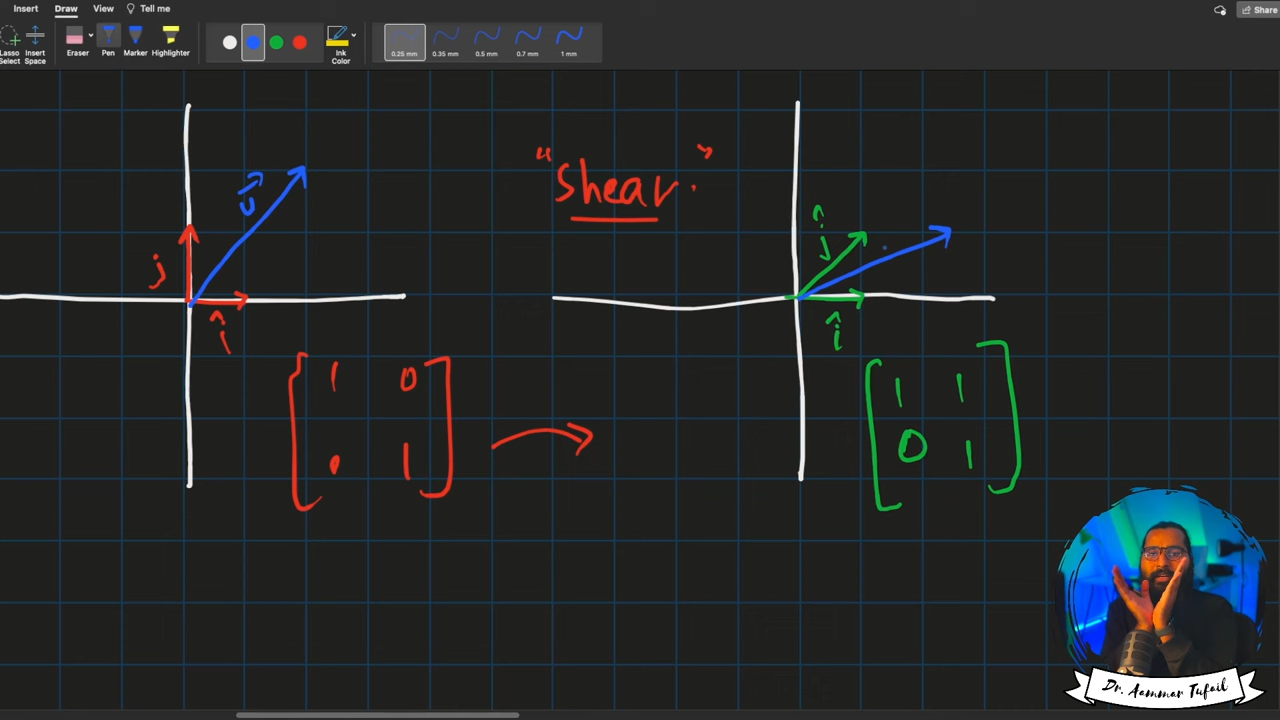 Insert Draw View Tell me
Share
Lasso Select
Insert Space
Eraser
Pen
Marker
Highlighter
Ink Color
0.25 mm
0.35 mm
0.5 mm
0.7 mm
1 mm
v
"Shear."
j
î
ĵ
î
1 0
0 1
1 1
0 1
Dr. Aammar Tufail